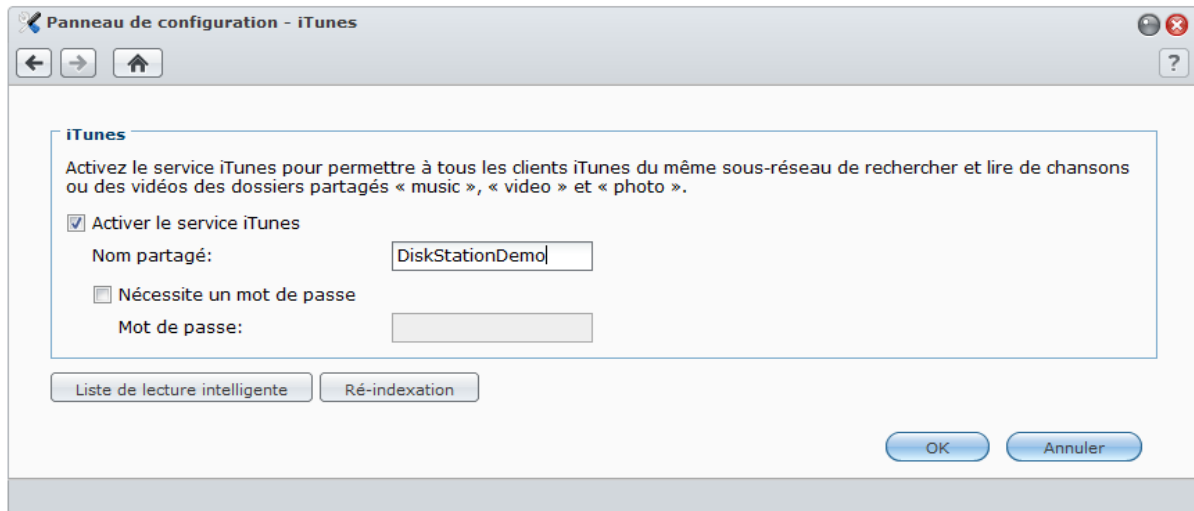 Panneau de configuration - iTunes
?
iTunes
Activez le service iTunes pour permettre à tous les clients iTunes du même sous-réseau de rechercher et lire de chansons
ou des vidéos des dossiers partagés « music », « video » et « photo ».
Activer le service iTunes
Nom partagé: DiskStationDemo
Nécessite un mot de passe
Mot de passe:
Liste de lecture intelligente Ré-indexation
OK Annuler